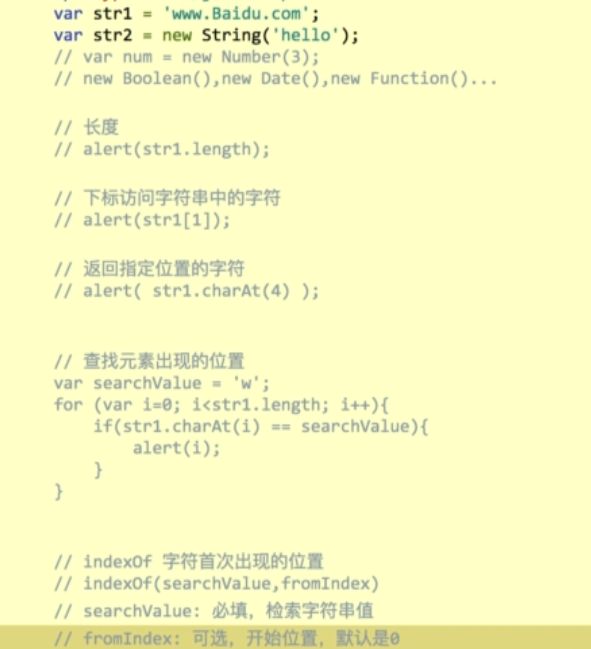 var str1 = 'www.Baidu.com';
var str2 = new String('hello');
// var num = new Number(3);
// new Boolean(),new Date(),new Function()...
// 长度
// alert(str1.length);
// 下标访问字符串中的字符
// alert(str1[1]);
// 返回指定位置的字符
// alert( str1.charAt(4) );
// 查找元素出现的位置
var searchValue = 'w';
for (var i=0; i<str1.length; i++){
if(str1.charAt(i) == searchValue){
alert(i);
}
}
// indexOf 字符首次出现的位置
// indexOf(searchValue,fromIndex)
// searchValue: 必填，检索字符串值
// fromIndex: 可选，开始位置，默认是0